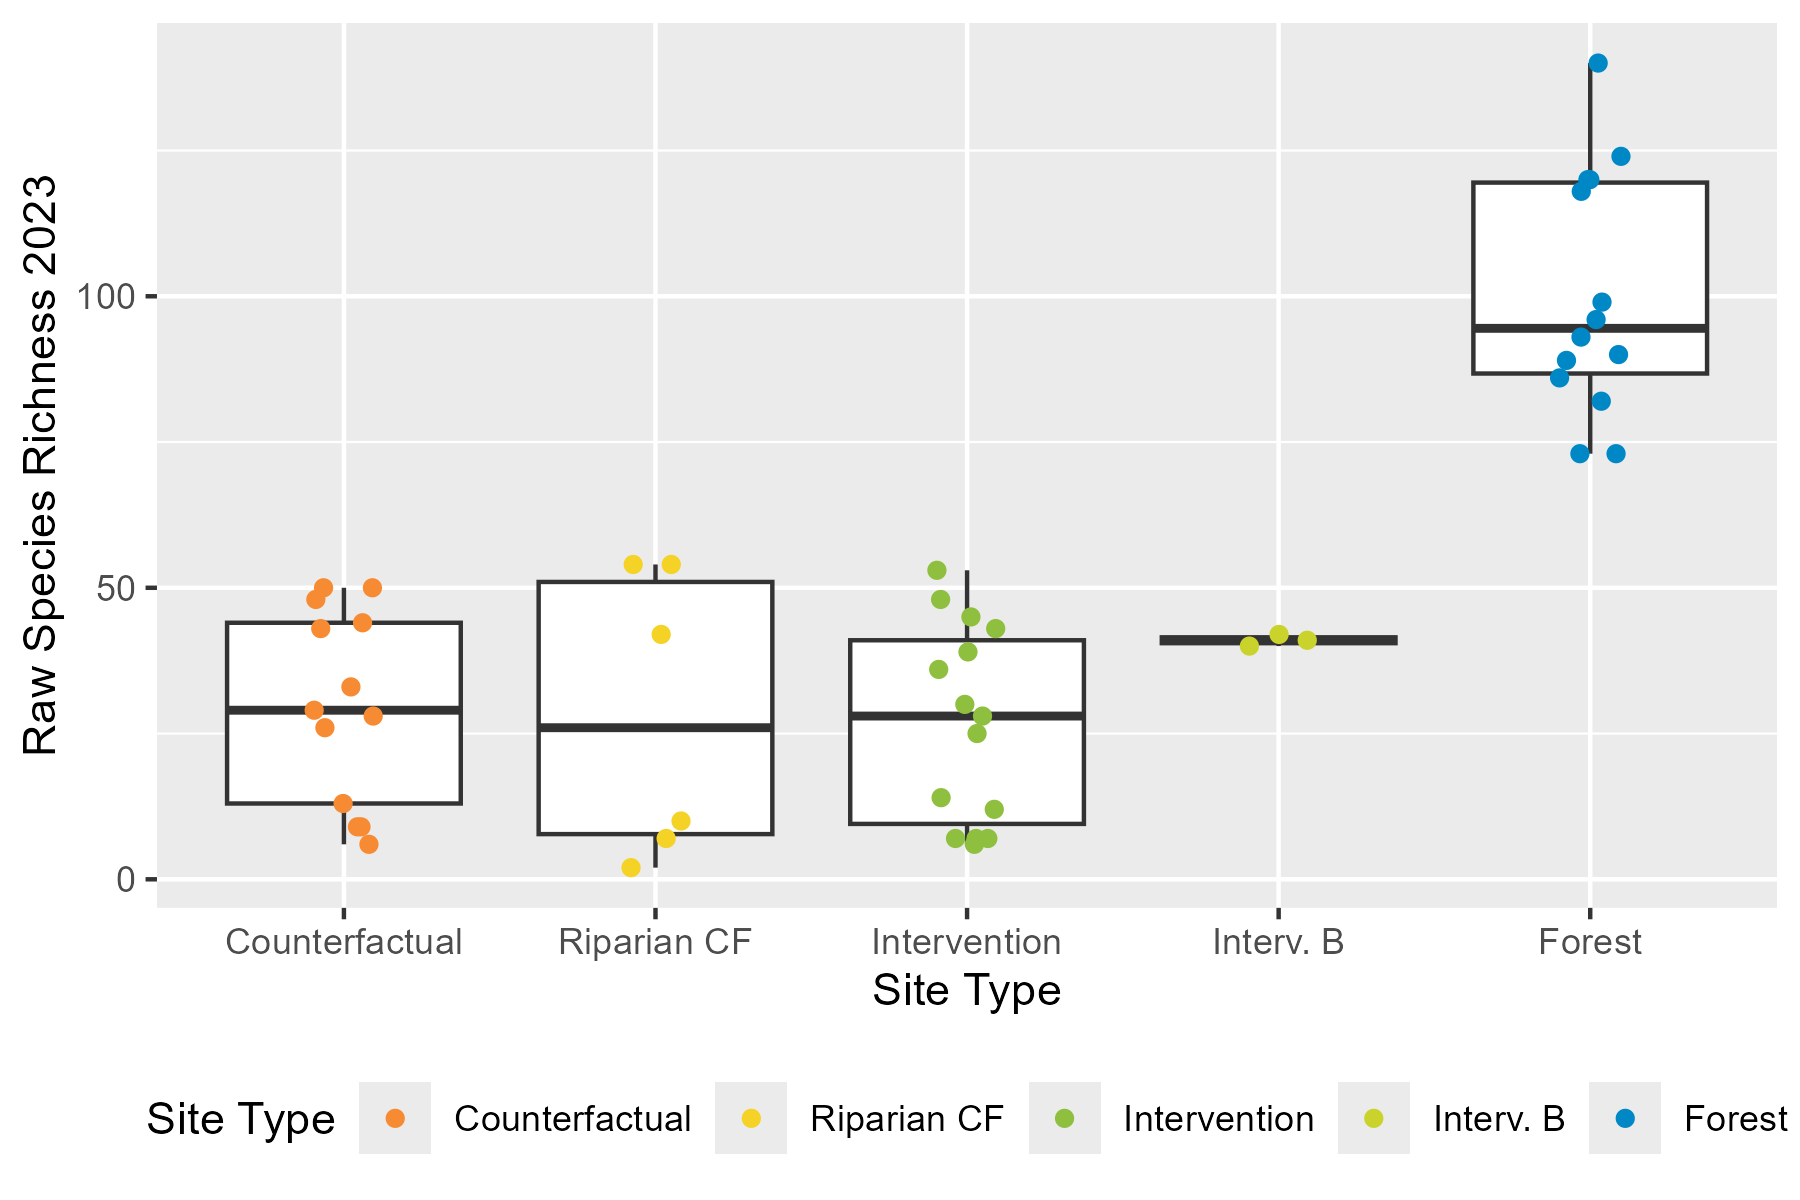 Raw Species Richness 2023
100
50
0
Counterfactual Riparian CF Intervention Interv. B Forest
Site Type
Site Type Counterfactual Riparian CF Intervention Interv. B Forest